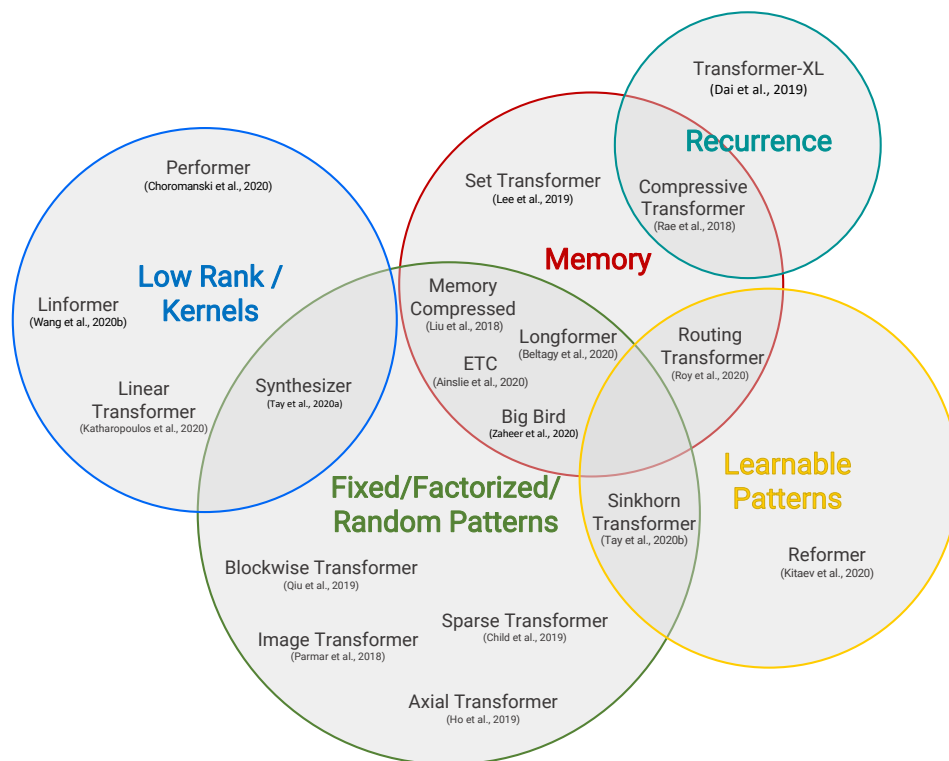 Transformer-XL
(Dai et al., 2019)
Recurrence
Compressive
Transformer
(Rae et al., 2018)
Performer
(Choromanski et al., 2020)
Low Rank /
Kernels
Linformer
(Wang et al., 2020b)
Linear
Transformer
(Katharopoulos et al., 2020)
Synthesizer
(Tay et al., 2020a)
Set Transformer
(Lee et al., 2019)
Memory
Memory
Compressed
(Liu et al., 2018)
Longformer
(Beltagy et al., 2020)
ETC
(Ainslie et al., 2020)
Big Bird
(Zaheer et al., 2020)
Routing
Transformer
(Roy et al., 2020)
Learnable
Patterns
Sinkhorn
Transformer
(Tay et al., 2020b)
Reformer
(Kitaev et al., 2020)
Fixed/Factorized/
Random Patterns
Blockwise Transformer
(Qiu et al., 2019)
Sparse Transformer
(Child et al., 2019)
Image Transformer
(Parmar et al., 2018)
Axial Transformer
(Ho et al., 2019)